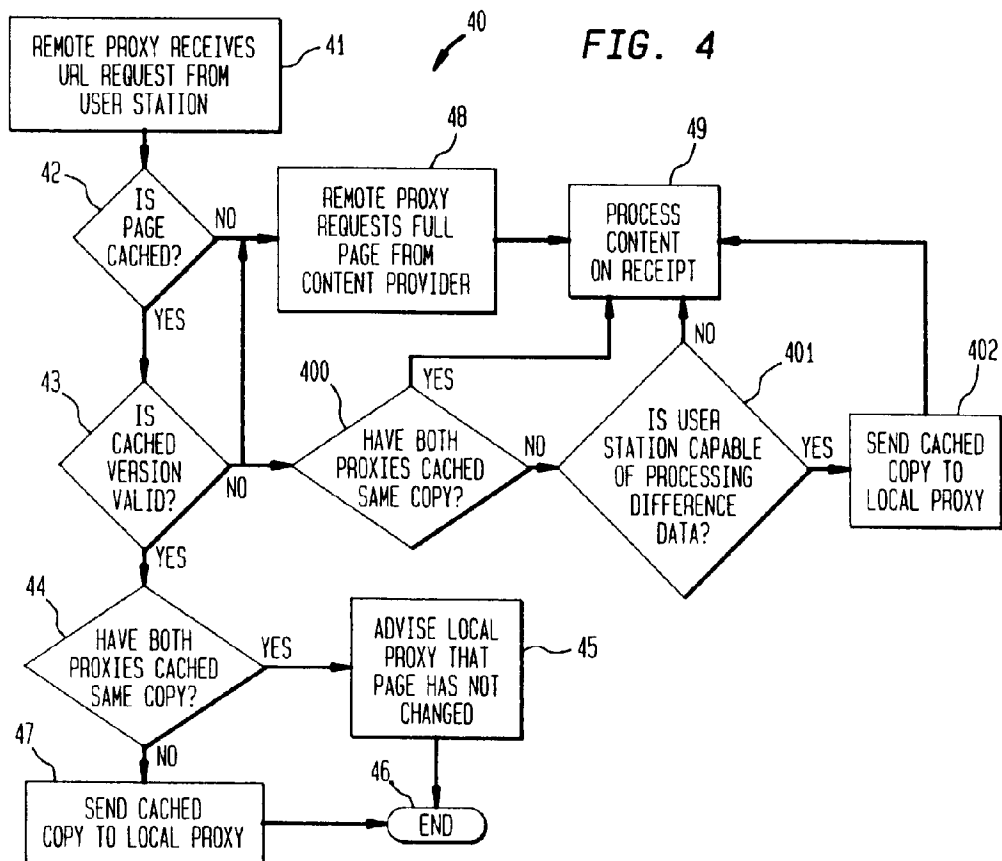 40
FIG. 4
41
REMOTE PROXY RECEIVES
URL REQUEST FROM
USER STATION
42
IS
PAGE
CACHED?
NO
YES
48
REMOTE PROXY
REQUESTS FULL
PAGE FROM
CONTENT PROVIDER
49
PROCESS
CONTENT
ON RECEIPT
43
IS
CACHED
VERSION
VALID?
NO
YES
400
HAVE BOTH
PROXIES CACHED
SAME COPY?
YES
NO
401
IS USER
STATION CAPABLE
OF PROCESSING
DIFFERENCE
DATA?
NO
YES
402
SEND CACHED
COPY TO
LOCAL PROXY
44
HAVE BOTH
PROXIES CACHED
SAME COPY?
YES
NO
45
ADVISE LOCAL
PROXY THAT
PAGE HAS NOT
CHANGED
47
SEND CACHED
COPY TO LOCAL PROXY
46
END